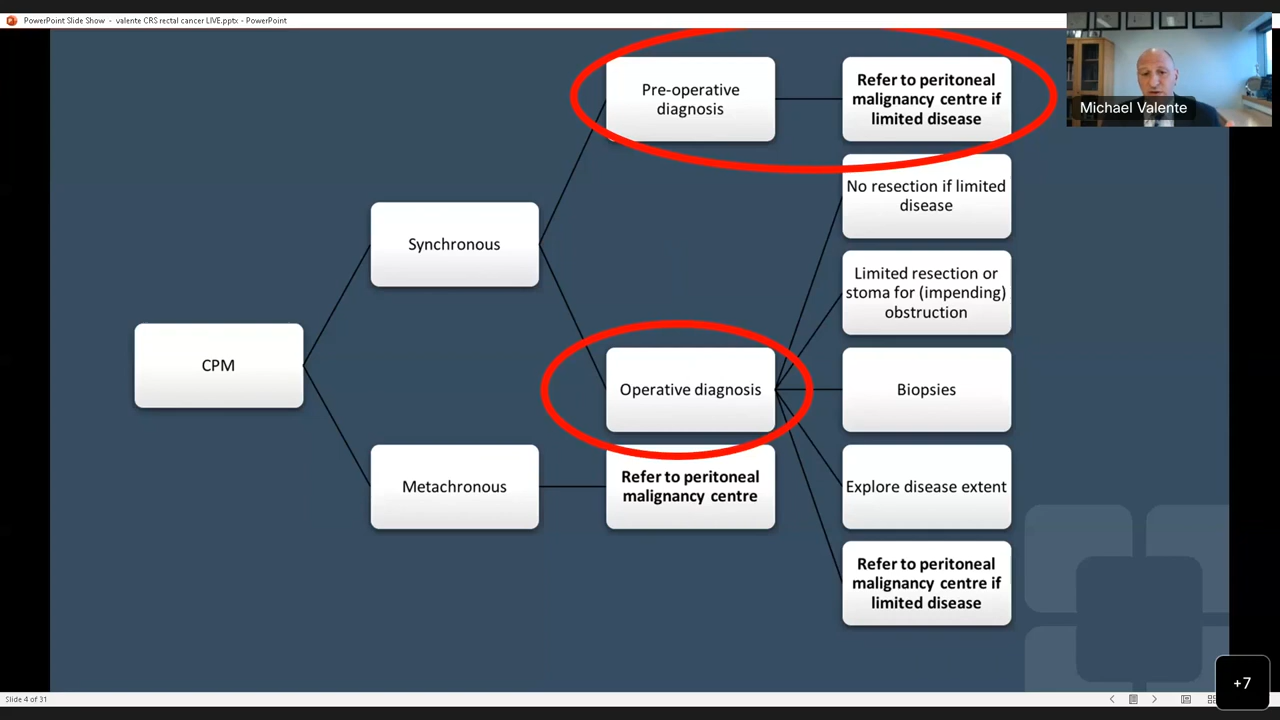 PowerPoint Slide Show - valente CRS rectal cancer LIVE.pptx - PowerPoint
Michael Valente
Pre-operative
diagnosis
Refer to peritoneal
malignancy centre if
limited disease
No resection if limited
disease
Synchronous
Limited resection or
stoma for (impending)
obstruction
CPM
Operative diagnosis
Biopsies
Metachronous
Refer to peritoneal
malignancy centre
Explore disease extent
Refer to peritoneal
malignancy centre if
limited disease
+7
Slide 4 of 31